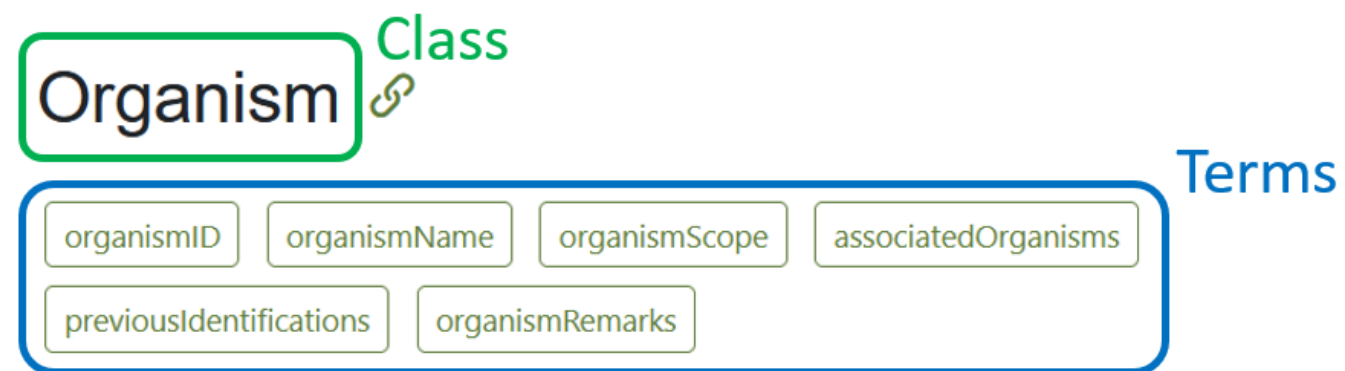 Class
Organism
Terms
organismID organismName organismScope associatedOrganisms
previousIdentifications organismRemarks